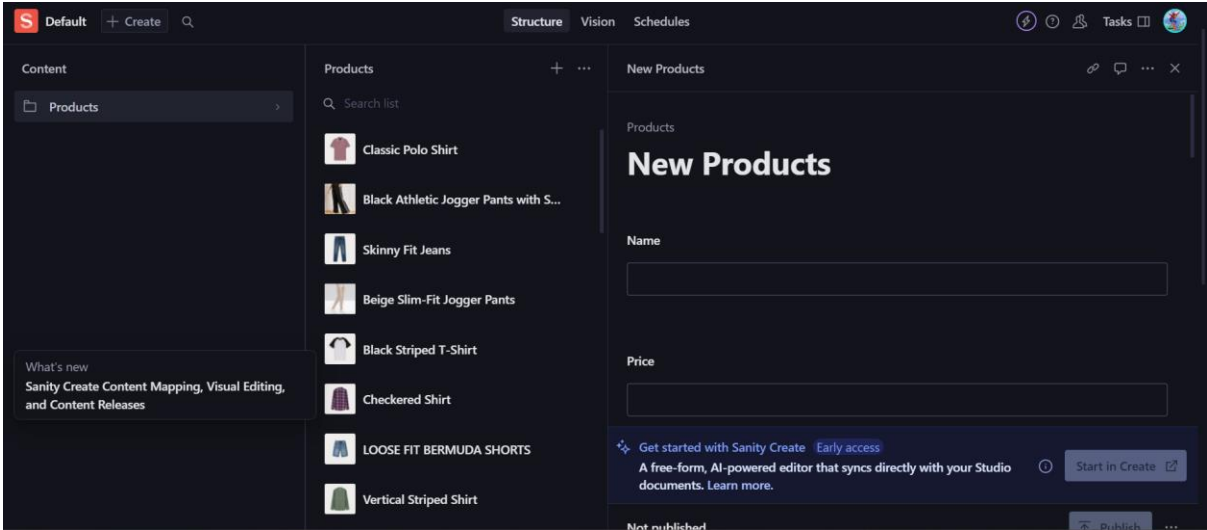 S Default + Create Structure Vision Schedules Tasks
Content
Products
What's new
Sanity Create Content Mapping, Visual Editing,
and Content Releases
Products
Search list
Classic Polo Shirt
Black Athletic Jogger Pants with S...
Skinny Fit Jeans
Beige Slim-Fit Jogger Pants
Black Striped T-Shirt
Checkered Shirt
LOOSE FIT BERMUDA SHORTS
Vertical Striped Shirt
New Products
Products
New Products
Name
Price
Get started with Sanity Create Early access
A free-form, AI-powered editor that syncs directly with your Studio
documents. Learn more.
Start in Create
Not published
Publish